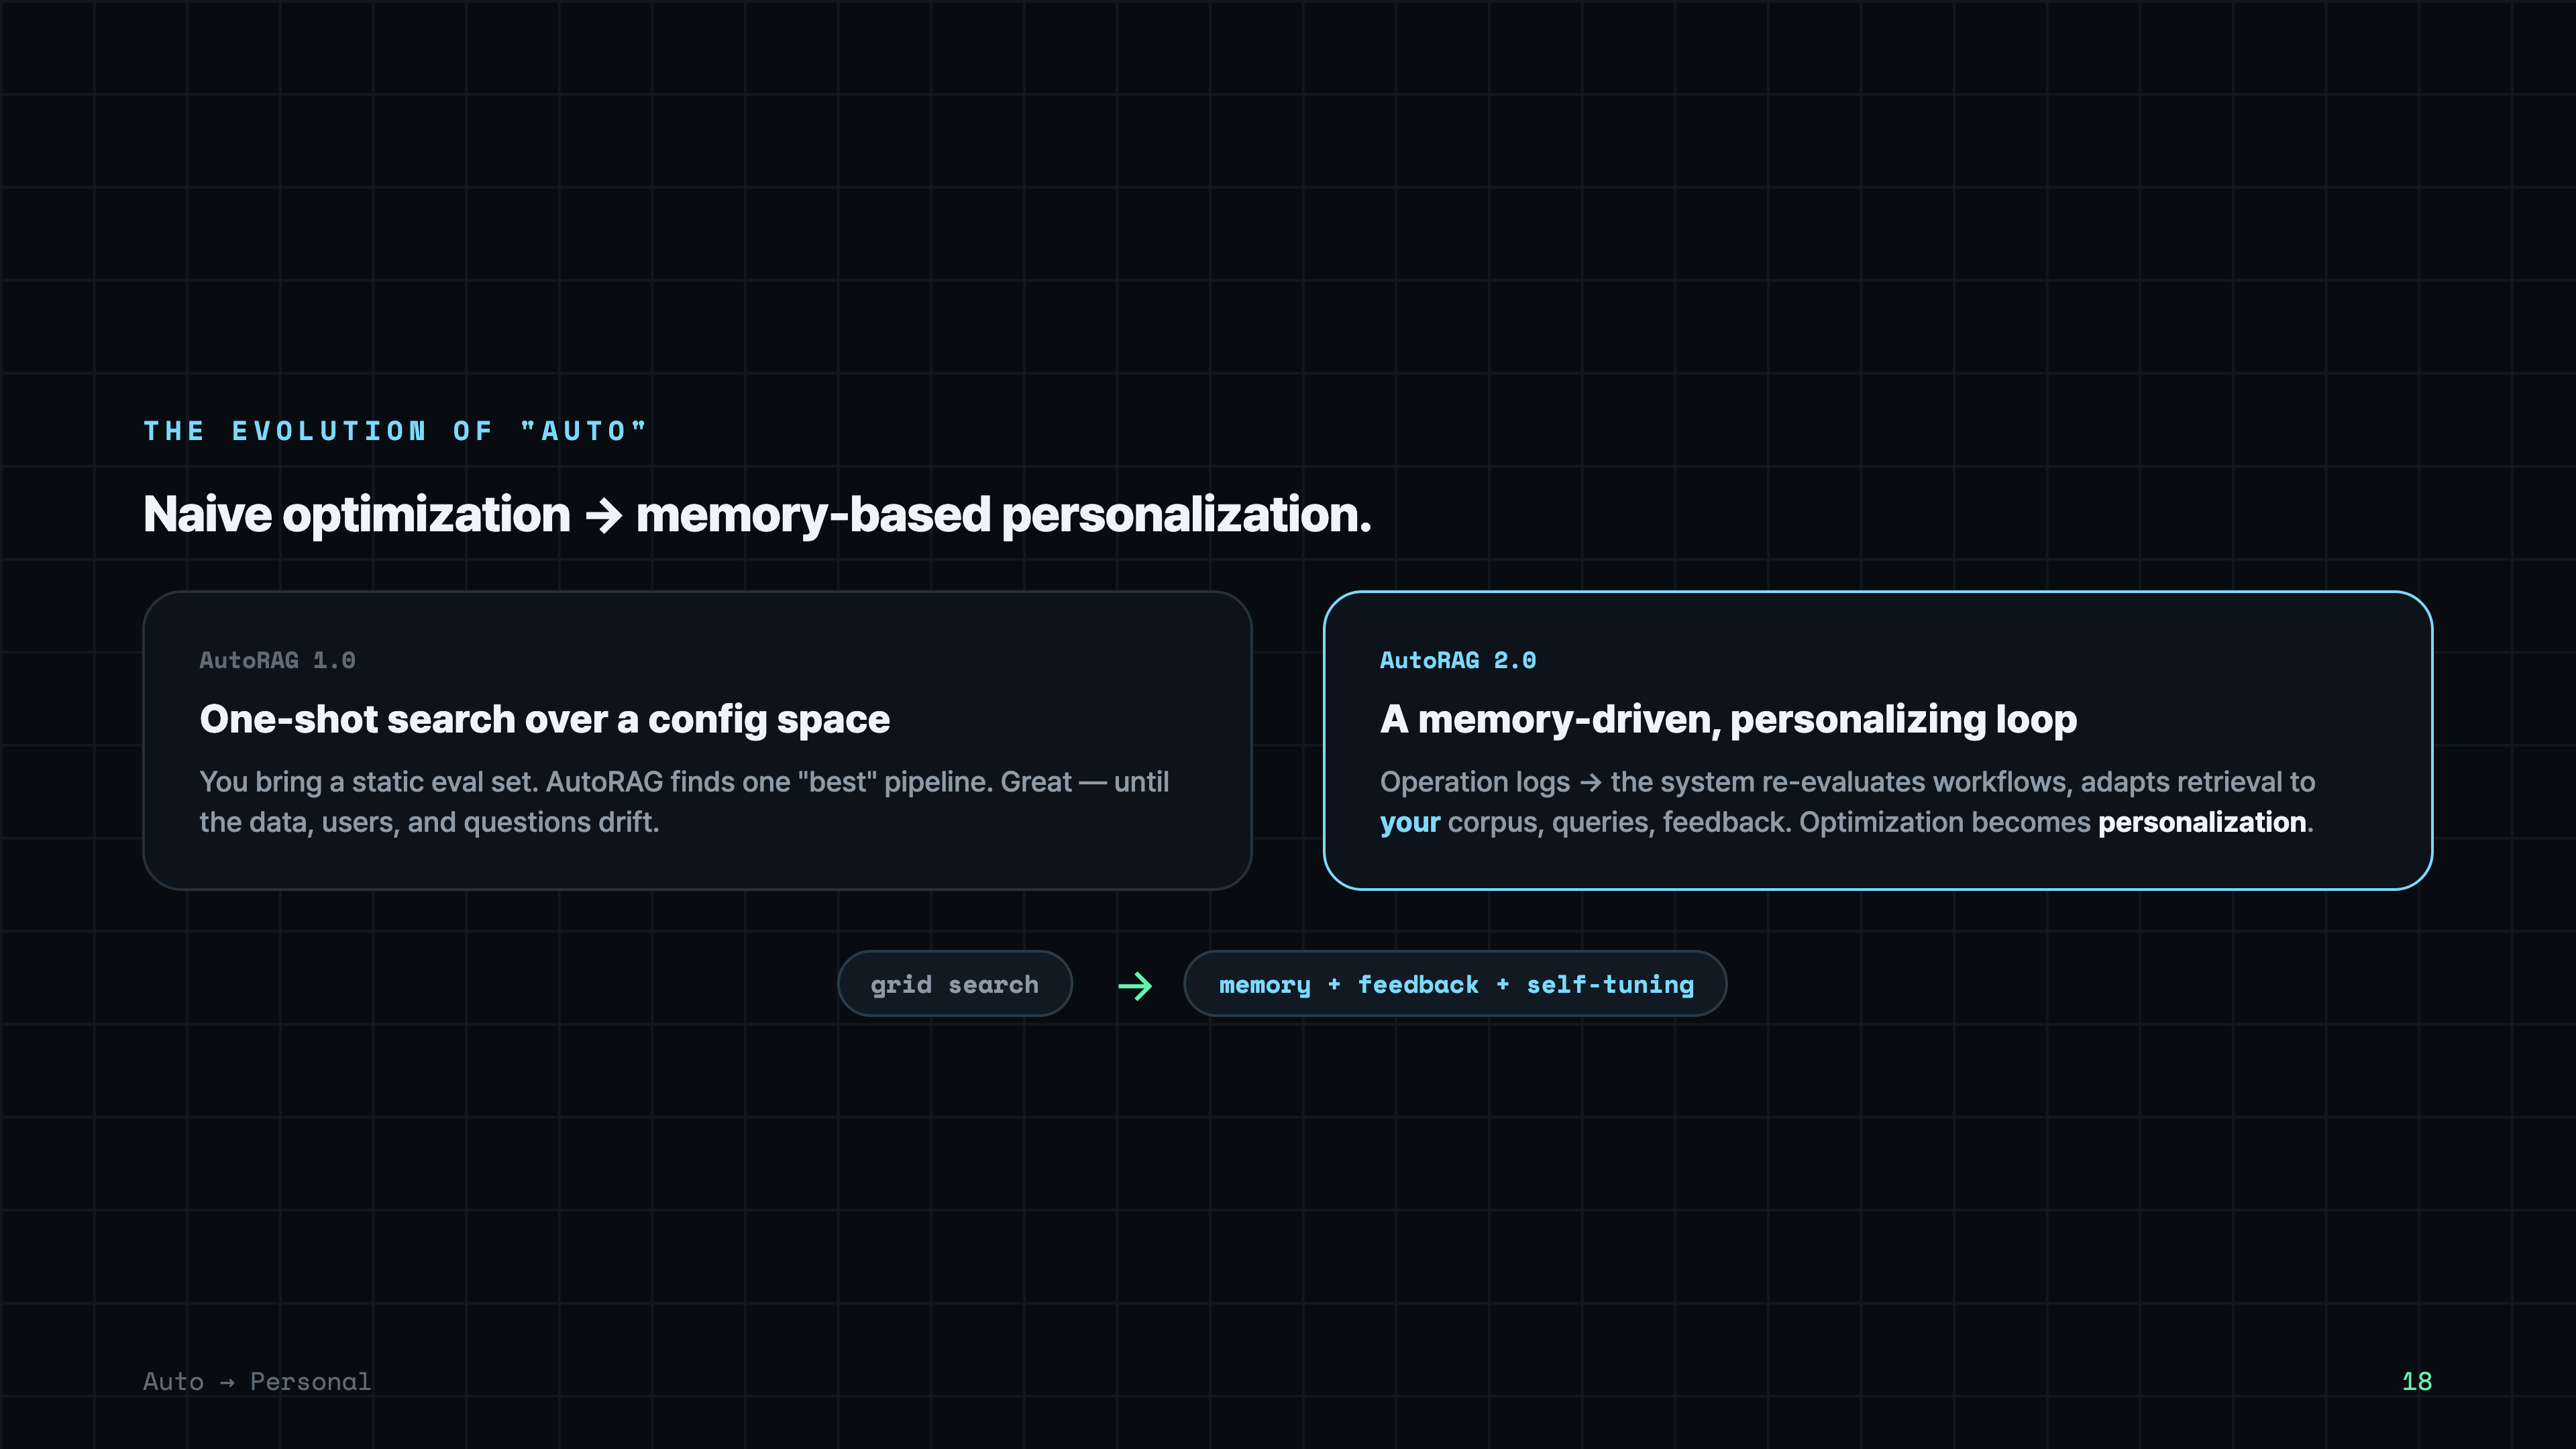 THE EVOLUTION OF "AUTO"
Naive optimization → memory-based personalization.
AutoRAG 1.0
One-shot search over a config space
You bring a static eval set. AutoRAG finds one "best" pipeline. Great — until
the data, users, and questions drift.
AutoRAG 2.0
A memory-driven, personalizing loop
Operation logs → the system re-evaluates workflows, adapts retrieval to
your corpus, queries, feedback. Optimization becomes personalization.
grid search → memory + feedback + self-tuning
Auto → Personal
18